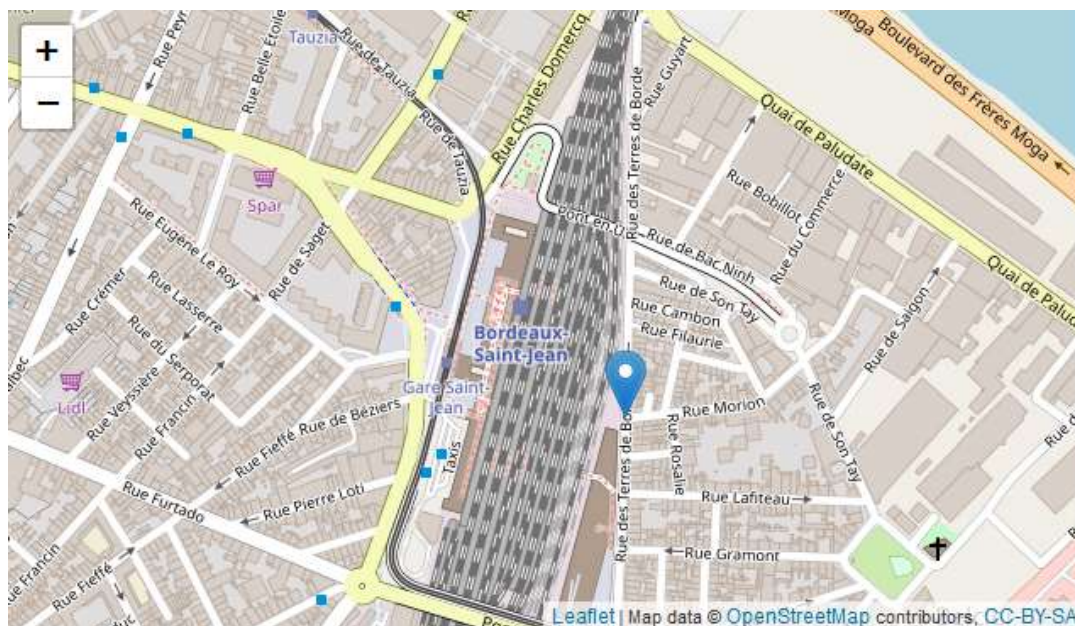 +
−
Tauzia
Rue Peyr
Rue Belle Étoile
Rue de Tauzia
Rue de Tauzia
Rue Charles Domercq
Rue Guyart
Rue des Terres de Borde
Moga
Boulevard des Frères Moga
Quai de Paludate
Spar
Rue Bobillot
Rue du Commerce
Rue Eugène Le Roy
Rue de Saget
Rue de Bac Ninh
Quai de Palud
Rue Crémer
Rue Lasserre
Rue de Son Tay
Rue de Saigon
Rue Cambon
Rue Filaurie
Bordeaux-
Saint-Jean
Rue du Serporat
Gare Saint-
Jean
Lidl
Rue Veyssière
Rue Francin
Rue Fieffé
Rue de Béziers
Rue Morion
Rue de Son Tay
Rue Rosalie
Taxis
Rue des Terres de Bo
Rue Furtado
Rue Pierre Loti
Rue Lafiteau
Rue Gramont
Rue Francin
Rue Fieffé
Leaflet | Map data © OpenStreetMap contributors, CC-BY-SA